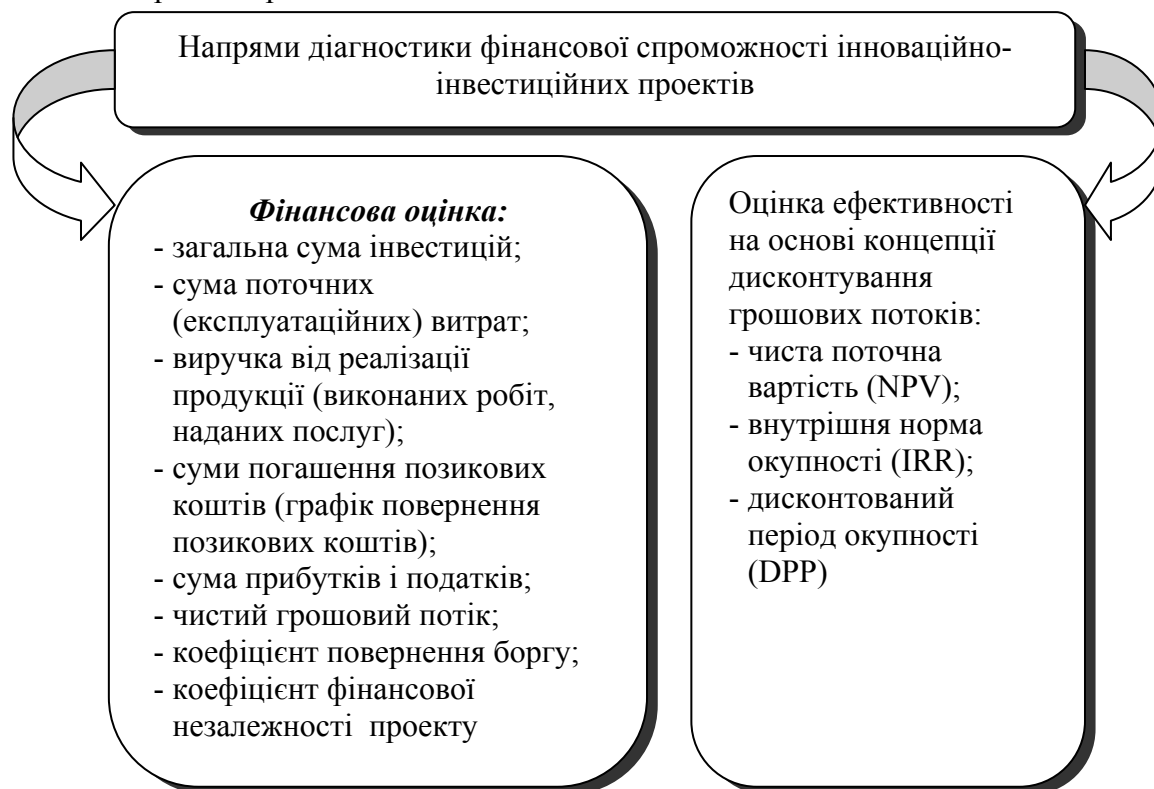 Напрями діагностики фінансової спроможності інноваційно-
інвестиційних проектів
Фінансова оцінка:
- загальна сума інвестицій;
- сума поточних
(експлуатаційних) витрат;
- виручка від реалізації
продукції (виконаних робіт,
наданих послуг);
- суми погашення позикових
коштів (графік повернення
позикових коштів);
- сума прибутків і податків;
- чистий грошовий потік;
- коефіцієнт повернення боргу;
- коефіцієнт фінансової
незалежності проекту
Оцінка ефективності
на основі концепції
дисконтування
грошових потоків:
- чиста поточна
вартість (NPV);
- внутрішня норма
окупності (IRR);
- дисконтований
період окупності
(DPP)